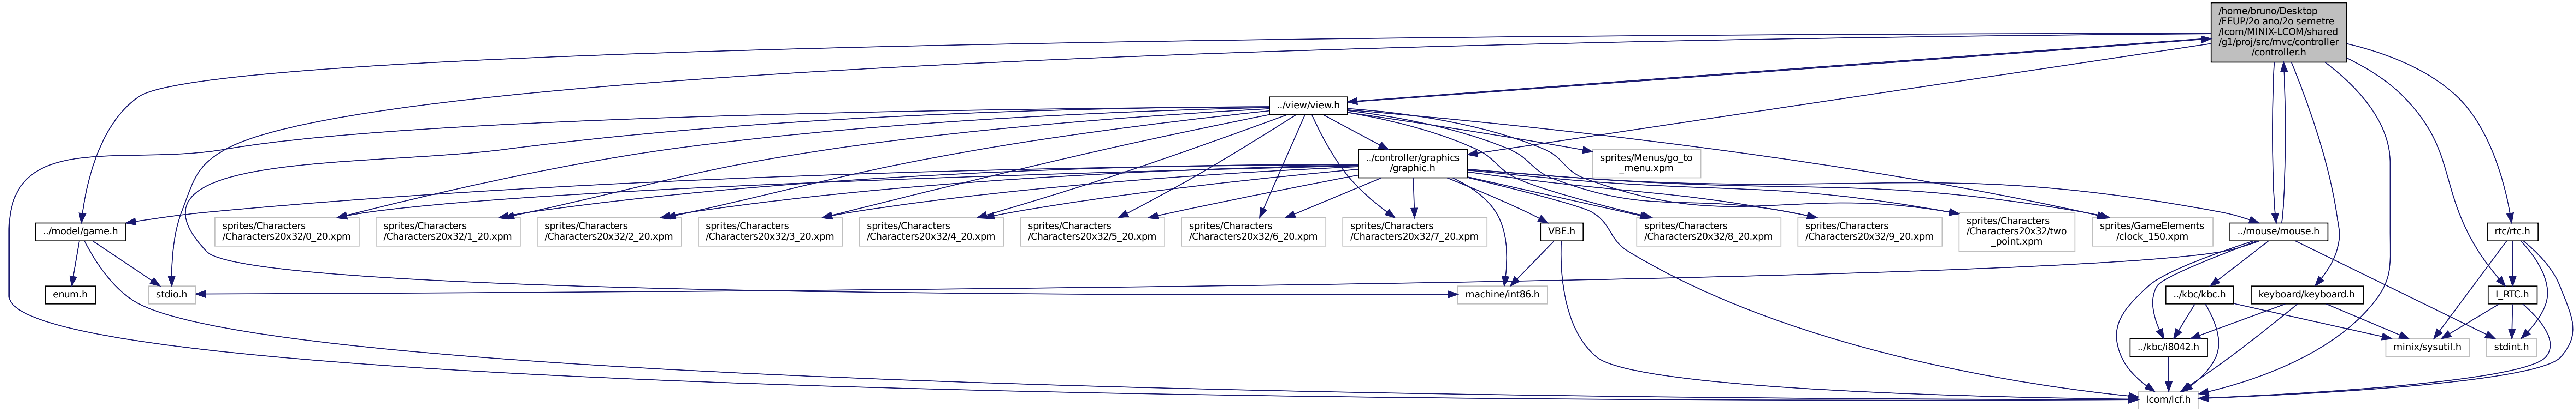 /home/bruno/Desktop
/FEUP/2o ano/2o semetre
/lcom/MINIX-LCOM/shared
/g1/proj/src/mvc/controller
/controller.h
../view/view.h
../controller/graphics
/graphic.h
sprites/Menus/go_to
_menu.xpm
../model/game.h
sprites/Characters
/Characters20x32/0_20.xpm
sprites/Characters
/Characters20x32/1_20.xpm
sprites/Characters
/Characters20x32/2_20.xpm
sprites/Characters
/Characters20x32/3_20.xpm
sprites/Characters
/Characters20x32/4_20.xpm
sprites/Characters
/Characters20x32/5_20.xpm
sprites/Characters
/Characters20x32/6_20.xpm
sprites/Characters
/Characters20x32/7_20.xpm
VBE.h
sprites/Characters
/Characters20x32/8_20.xpm
sprites/Characters
/Characters20x32/9_20.xpm
sprites/Characters
/Characters20x32/two
_point.xpm
sprites/GameElements
/clock_150.xpm
../mouse/mouse.h
rtc/rtc.h
enum.h
stdio.h
machine/int86.h
../kbc/kbc.h
keyboard/keyboard.h
I_RTC.h
../kbc/i8042.h
minix/sysutil.h
stdint.h
lcom/lcf.h